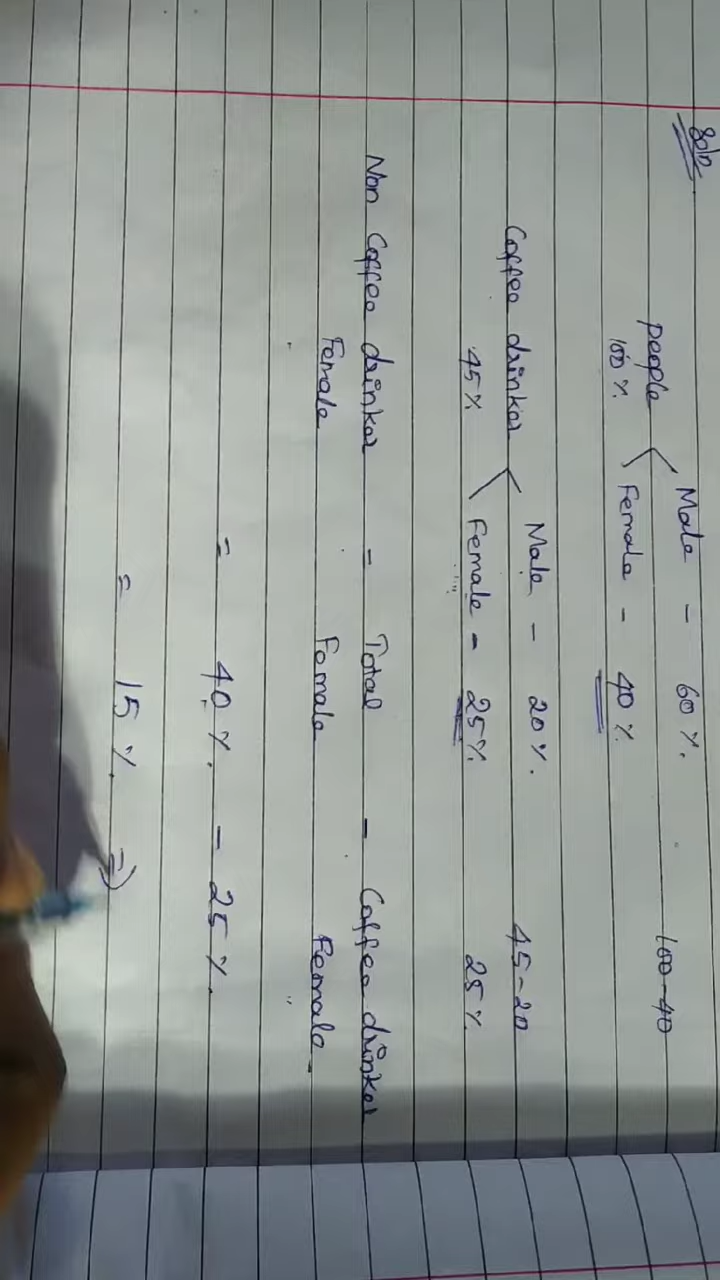 Soln
Male - 60 %. 100-40
people <
100 %. Female - 40 %.
Male - 20 %. 45-20
Coffee drinker <
45 % Female - 25 % 25 %
Non Coffee drinker = Total - Coffee drinker
Female Female Female
= 40 %. - 25 %.
= 15 %. ⇒